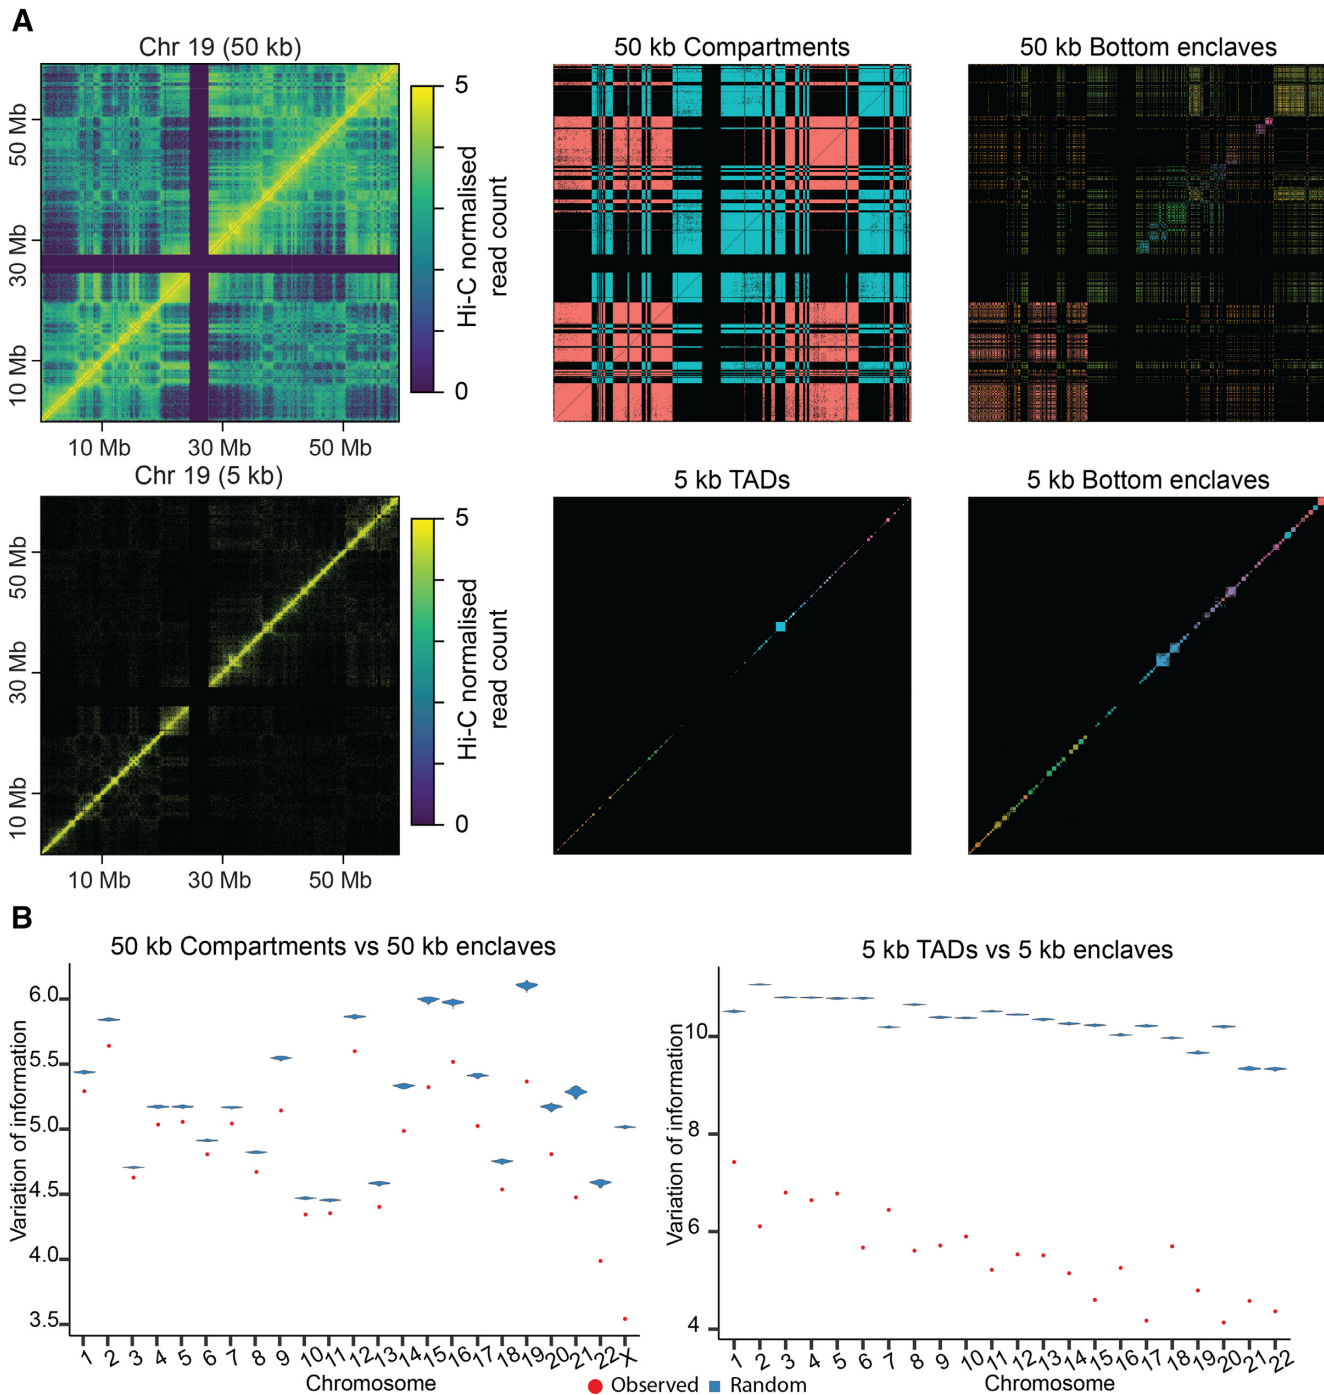 A
Chr 19 (50 kb)
50 kb Compartments
50 kb Bottom enclaves
50 Mb
30 Mb
10 Mb
10 Mb
30 Mb
50 Mb
5
0
Hi-C normalised
read count
Chr 19 (5 kb)
5 kb TADs
5 kb Bottom enclaves
50 Mb
30 Mb
10 Mb
10 Mb
30 Mb
50 Mb
5
0
Hi-C normalised
read count
B
50 kb Compartments vs 50 kb enclaves
Variation of information
6.0
5.5
5.0
4.5
4.0
3.5
1 2 3 4 5 6 7 8 9 10 11 12 13 14 15 16 17 18 19 20 21 22 X
Chromosome
5 kb TADs vs 5 kb enclaves
Variation of information
10
8
6
4
1 2 3 4 5 6 7 8 9 10 11 12 13 14 15 16 17 18 19 20 21 22
Chromosome
Observed
Random